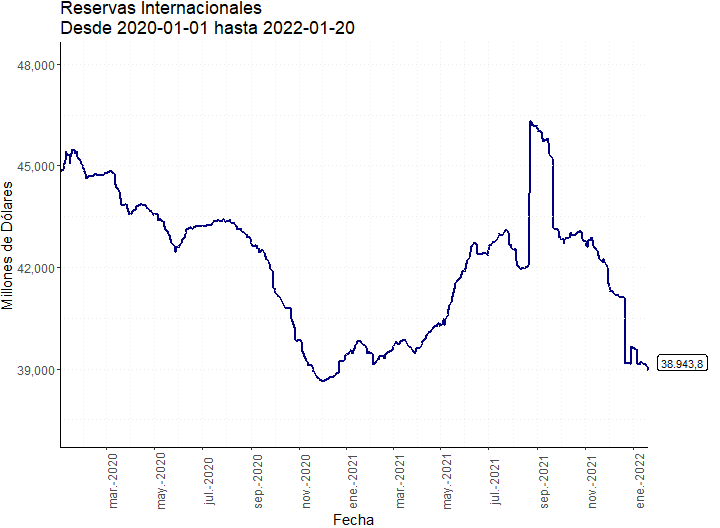 Reservas Internacionales
Desde 2020-01-01 hasta 2022-01-20
Millones de Dólares
48,000
45,000
42,000
39,000
38.943,8
mar.-2020
may.-2020
jul.-2020
sep.-2020
nov.-2020
ene.-2021
mar.-2021
may.-2021
jul.-2021
sep.-2021
nov.-2021
ene.-2022
Fecha